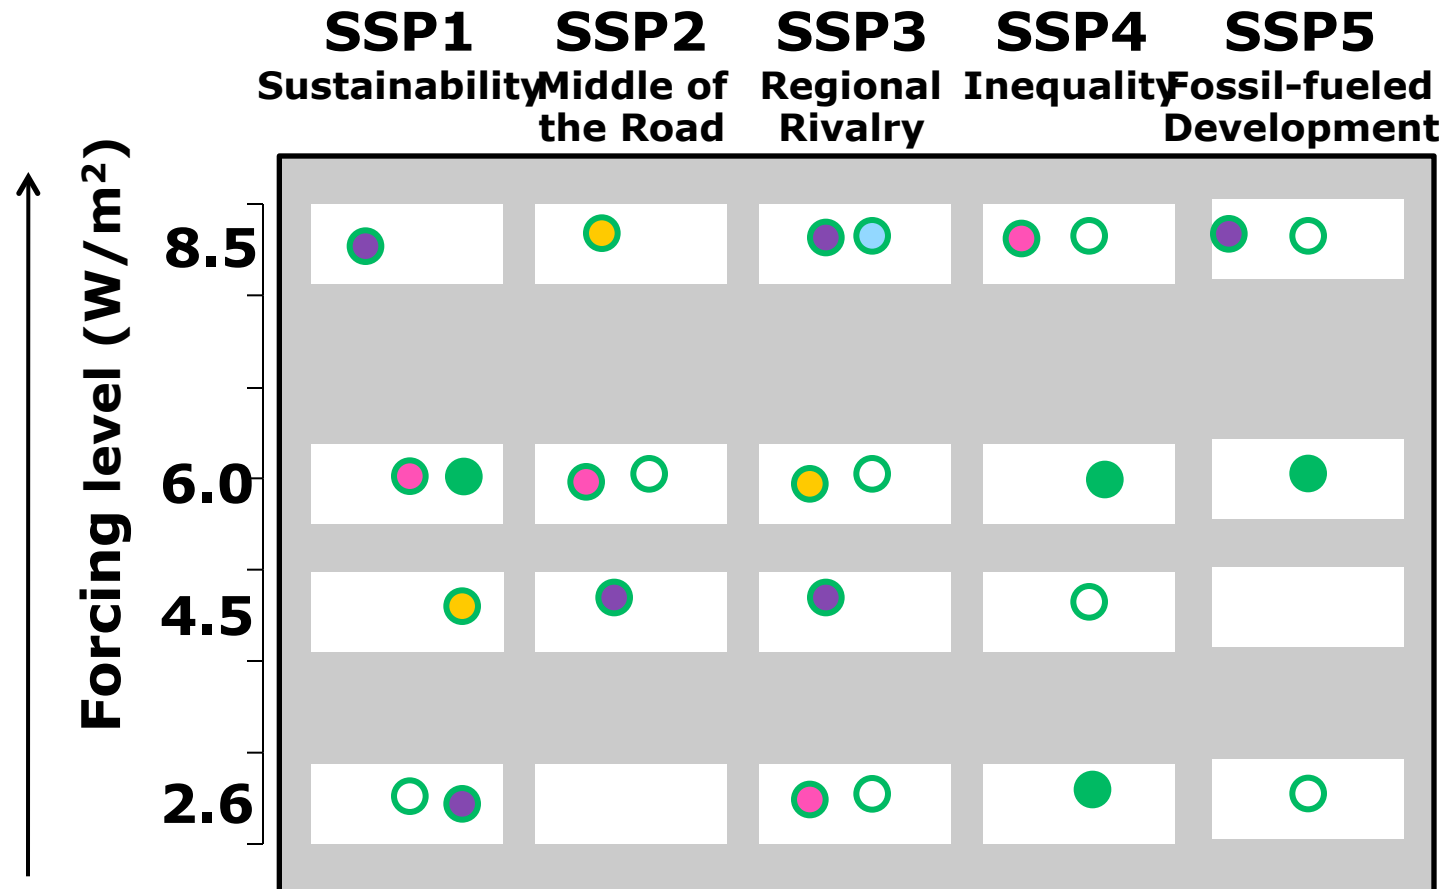 SSP1 SSP2 SSP3 SSP4 SSP5
Sustainability Middle of Regional Inequality Fossil-fueled
the Road Rivalry Development
Forcing level (W/m²)
8.5
6.0
4.5
2.6